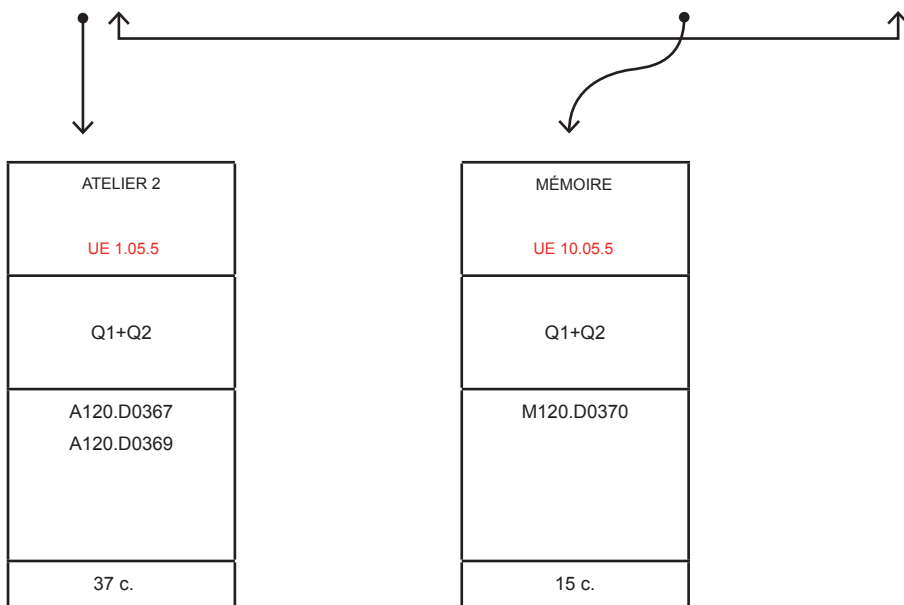 ATELIER 2
UE 1.05.5
Q1+Q2
A120.D0367
A120.D0369
37 c.
MÉMOIRE
UE 10.05.5
Q1+Q2
M120.D0370
15 c.